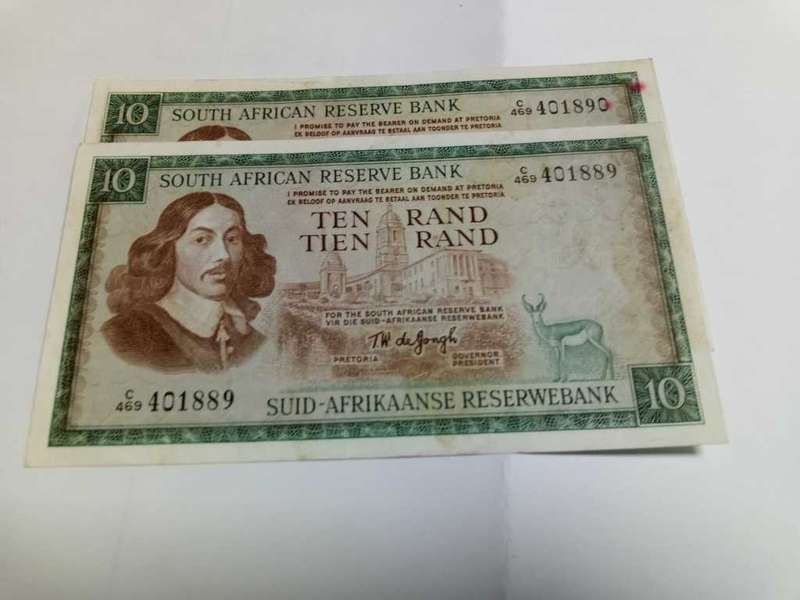 10 SOUTH AFRICAN RESERVE BANK C/469 401890
I PROMISE TO PAY THE BEARER ON DEMAND AT PRETORIA
EK BELOOF OP AANVRAAG TE BETAAL AAN TOONDER TE PRETORIA
10 SOUTH AFRICAN RESERVE BANK C/469 401889
I PROMISE TO PAY THE BEARER ON DEMAND AT PRETORIA
EK BELOOF OP AANVRAAG TE BETAAL AAN TOONDER TE PRETORIA
TEN RAND
TIEN RAND
FOR THE SOUTH AFRICAN RESERVE BANK
VIR DIE SUID-AFRIKAANSE RESERWEBANK
TW de Jongh
PRETORIA GOVERNOR
PRESIDENT
C/469 401889 SUID-AFRIKAANSE RESERWEBANK 10